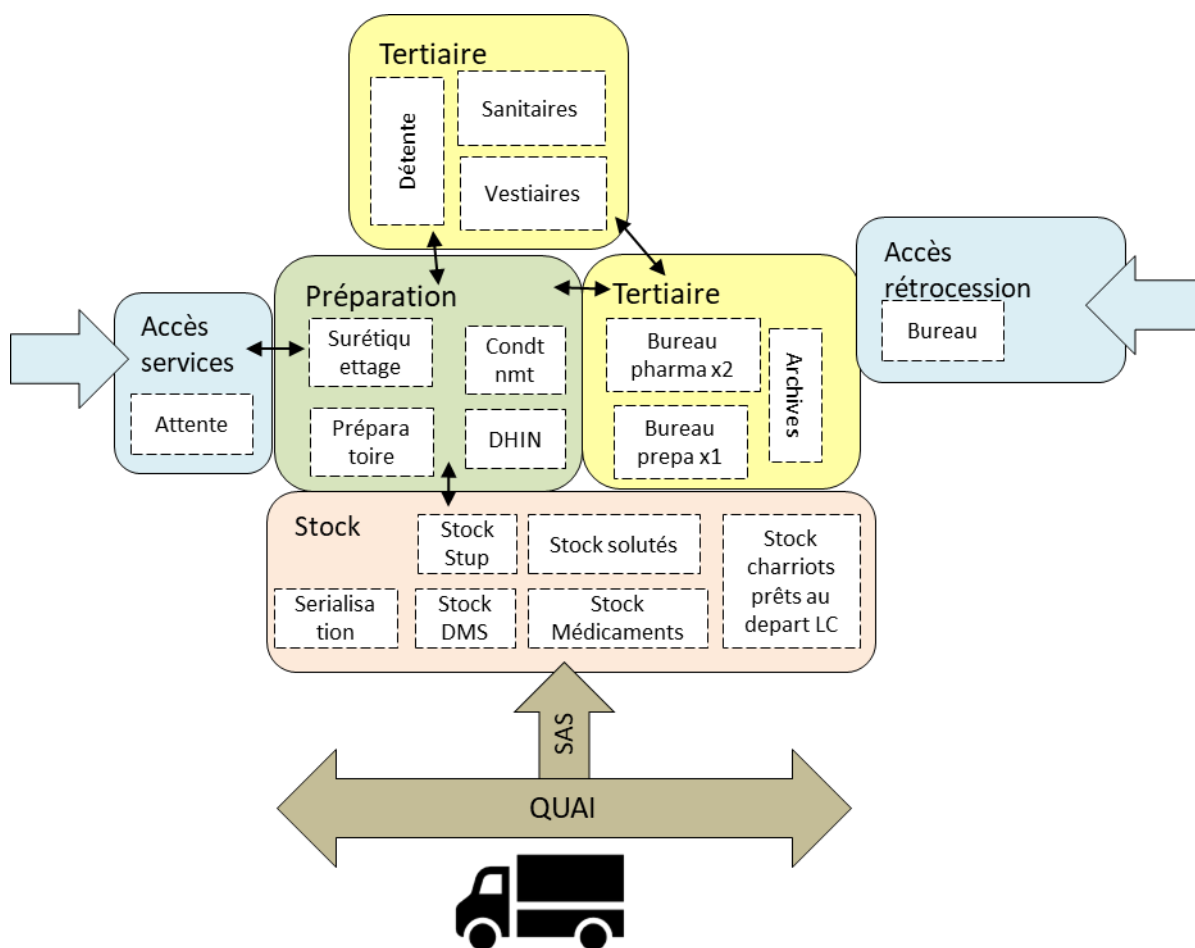 Tertiaire
Détente
Sanitaires
Vestiaires
Accès
services
Attente
Préparation
Surétiqu
ettage
Condt
nmt
Prépara
toire
DHIN
Tertiaire
Bureau
pharma x2
Bureau
prepa x1
Archives
Accès
rétrocession
Bureau
Stock
Stock
Stup
Stock solutés
Stock
charriots
prêts au
depart LC
Serialisa
tion
Stock
DMS
Stock
Médicaments
SAS
QUAI